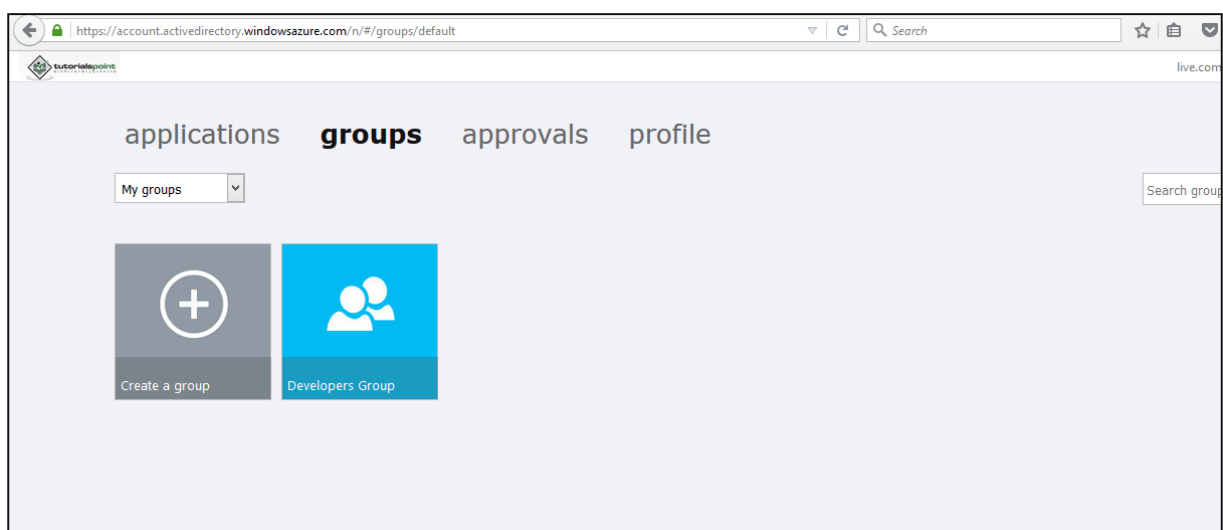 https://account.activedirectory.windowsazure.com/n/#/groups/default
Search
tutorialspoint
live.com
applications groups approvals profile
My groups
Search group
Create a group
Developers Group